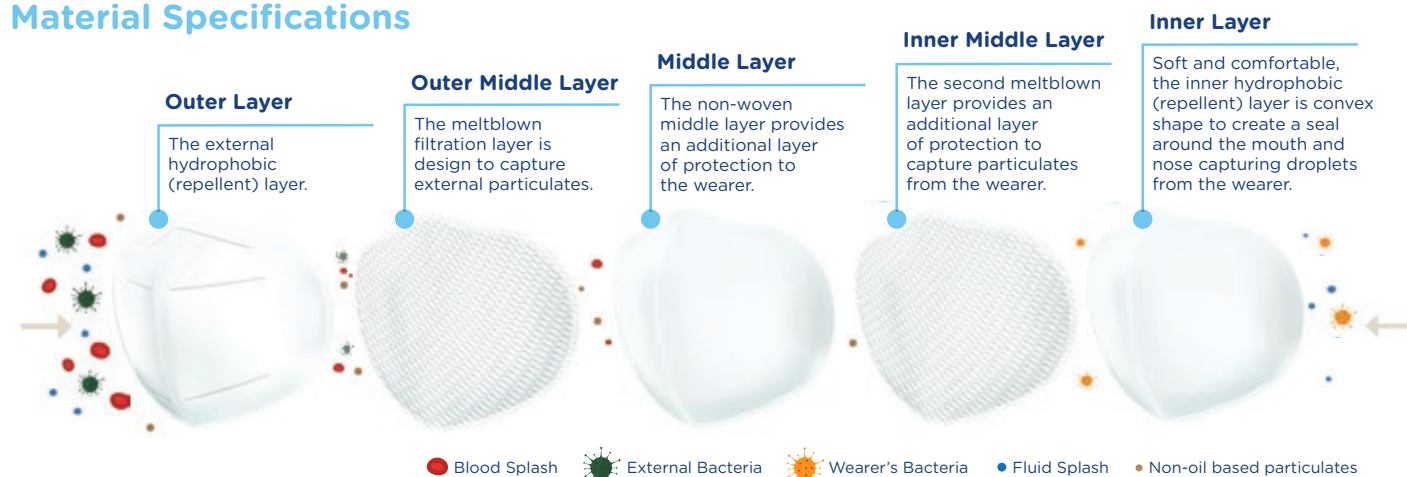 Material Specifications
Outer Layer
The external
hydrophobic
(repellent) layer.
Outer Middle Layer
The meltblown
filtration layer is
design to capture
external particulates.
Middle Layer
The non-woven
middle layer provides
an additional layer
of protection to
the wearer.
Inner Middle Layer
The second meltblown
layer provides an
additional layer
of protection to
capture particulates
from the wearer.
Inner Layer
Soft and comfortable,
the inner hydrophobic
(repellent) layer is convex
shape to create a seal
around the mouth and
nose capturing droplets
from the wearer.
Blood Splash External Bacteria Wearer's Bacteria Fluid Splash Non-oil based particulates